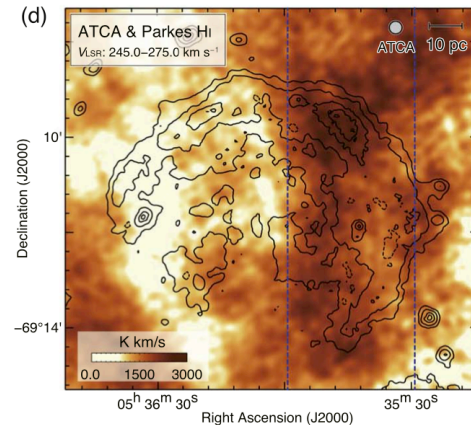 (d)
ATCA & Parkes HI
VLSR: 245.0–275.0 km s⁻¹
ATCA
10 pc
10'
Declination (J2000)
−69°14'
K km/s
0.0 1500 3000
05ʰ 36ᵐ 30ˢ
35ᵐ 30ˢ
Right Ascension (J2000)